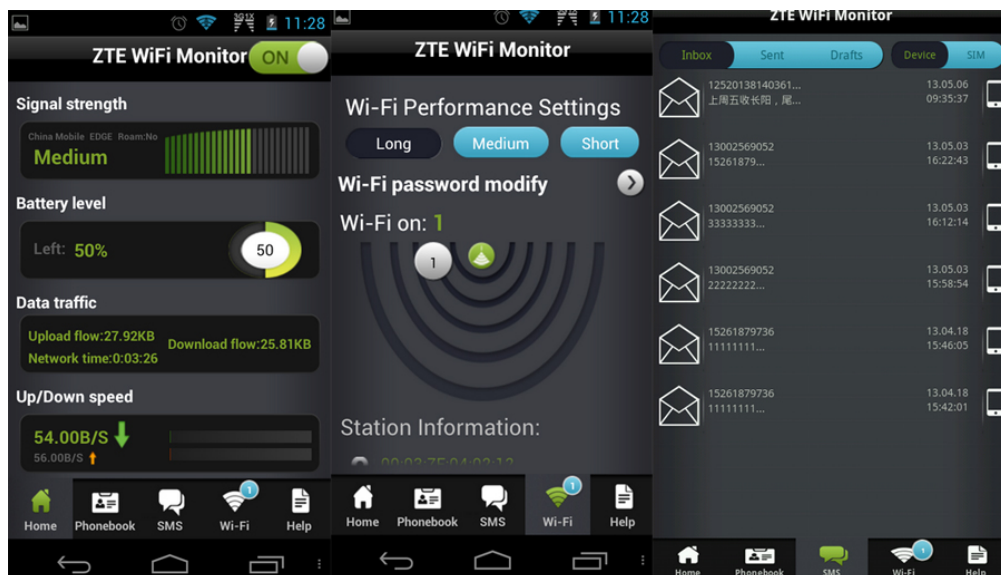 3G1X
11:28
ZTE WiFi Monitor
ON
Signal strength
China Mobile EDGE Roam:No
Medium
Battery level
Left: 50%
50
Data traffic
Upload flow:27.92KB
Download flow:25.81KB
Network time:0:03:26
Up/Down speed
54.00B/S
56.00B/S
1
Home
Phonebook
SMS
Wi-Fi
Help
11:28
ZTE WiFi Monitor
Wi-Fi Performance Settings
Long
Medium
Short
Wi-Fi password modify
Wi-Fi on: 1
1
Station Information:
1
Home
Phonebook
SMS
Wi-Fi
Help
ZTE WiFi Monitor
Inbox
Sent
Drafts
Device
SIM
12520138140361...
13.05.06
上周五收长阳，尾...
09:35:37
13002569052
13.05.03
15261879...
16:22:43
13002569052
13.05.03
33333333...
16:12:14
13002569052
13.05.03
22222222...
15:58:54
15261879736
13.04.18
11111111...
15:46:05
15261879736
13.04.18
11111111...
15:42:01
1
Home
Phonebook
SMS
Wi-Fi
Help